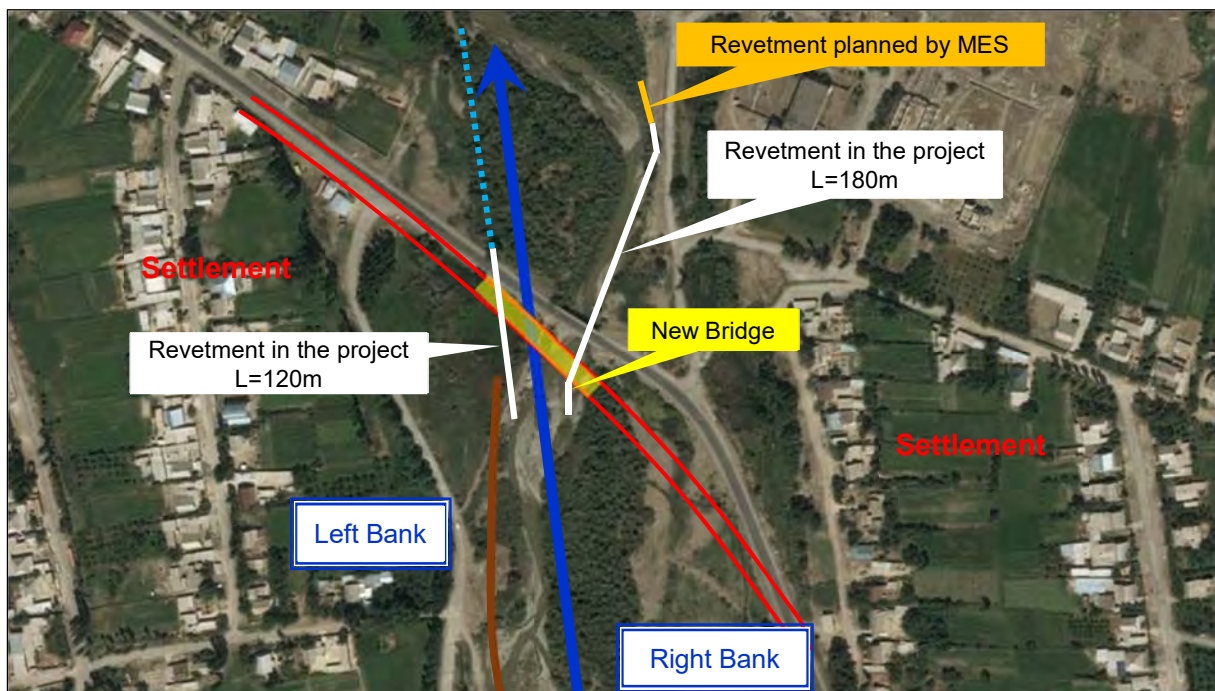 Revetment planned by MES
Revetment in the project
L=180m
Settlement
New Bridge
Revetment in the project
L=120m
Settlement
Left Bank
Right Bank